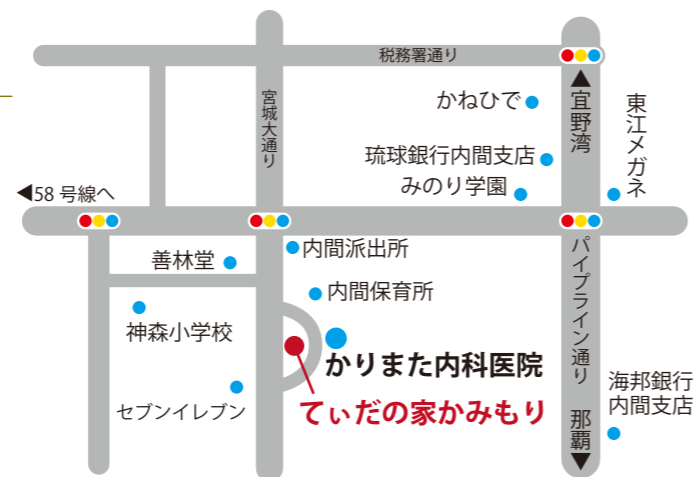 税務署通り
宮城大通り
かねひで
▲宜野湾
東江メガネ
琉球銀行内間支店
みのり学園
◀58 号線へ
善林堂
内間派出所
内間保育所
神森小学校
かりまた内科医院
てぃだの家かみもり
セブンイレブン
パイプライン通り
海邦銀行
内間支店
那覇▼